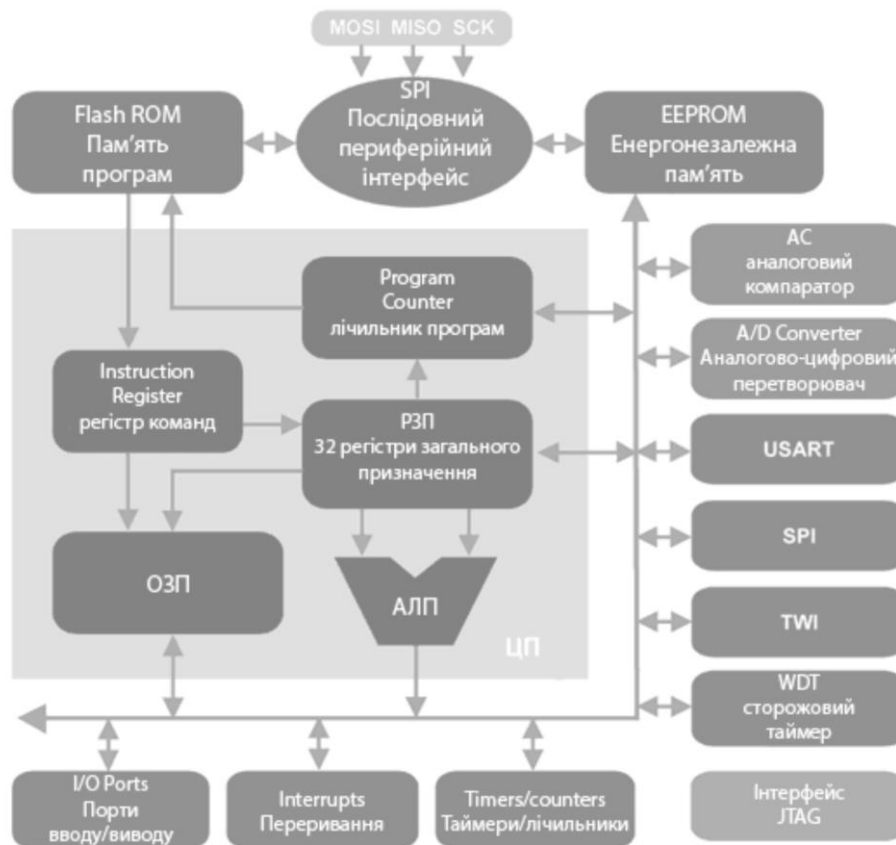 MOSI MISO SCK
SPI
Послідовний
периферійний
інтерфейс
Flash ROM
Пам'ять
програм
EEPROM
Енергонезалежна
пам'ять
Program
Counter
лічильник програм
Instruction
Register
регістр команд
РЗП
32 регістри загального
призначення
ОЗП
АЛП
ЦП
AC
аналоговий
компаратор
A/D Converter
Аналогово-цифровий
перетворювач
USART
SPI
TWI
WDT
сторожовий
таймер
I/O Ports
Порти
вводу/виводу
Interrupts
Переривання
Timers/counters
Таймери/лічильники
Інтерфейс
JTAG